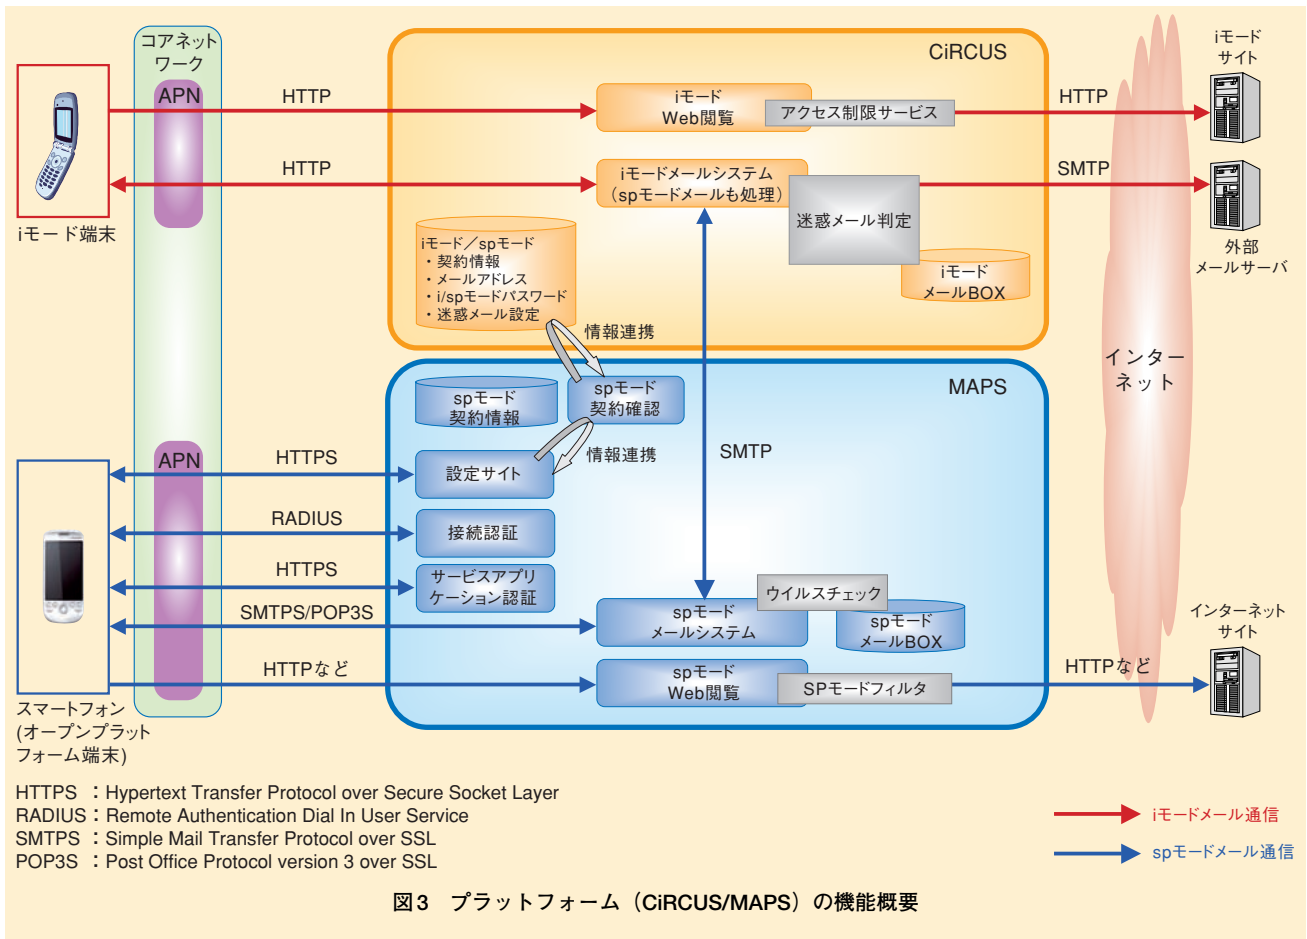 コアネット
ワーク
CiRCUS
iモード
サイト
APN
HTTP
iモード
Web閲覧
アクセス制限サービス
HTTP
HTTP
iモードメールシステム
(spモードメールも処理)
SMTP
迷惑メール判定
iモード端末
iモード／spモード
・契約情報
・メールアドレス
・i/spモードパスワード
・迷惑メール設定
iモード
メールBOX
外部
メールサーバ
情報連携
インター
ネット
MAPS
spモード
契約情報
spモード
契約確認
情報連携
SMTP
APN
HTTPS
設定サイト
RADIUS
接続認証
HTTPS
サービスアプリ
ケーション認証
ウイルスチェック
SMTPS/POP3S
spモード
メールシステム
spモード
メールBOX
インターネット
サイト
HTTPなど
spモード
Web閲覧
SPモードフィルタ
HTTPなど
スマートフォン
(オープンプラット
フォーム端末)
HTTPS ：Hypertext Transfer Protocol over Secure Socket Layer
RADIUS：Remote Authentication Dial In User Service
SMTPS ：Simple Mail Transfer Protocol over SSL
POP3S ：Post Office Protocol version 3 over SSL
iモードメール通信
spモードメール通信
図3　プラットフォーム（CiRCUS/MAPS）の機能概要